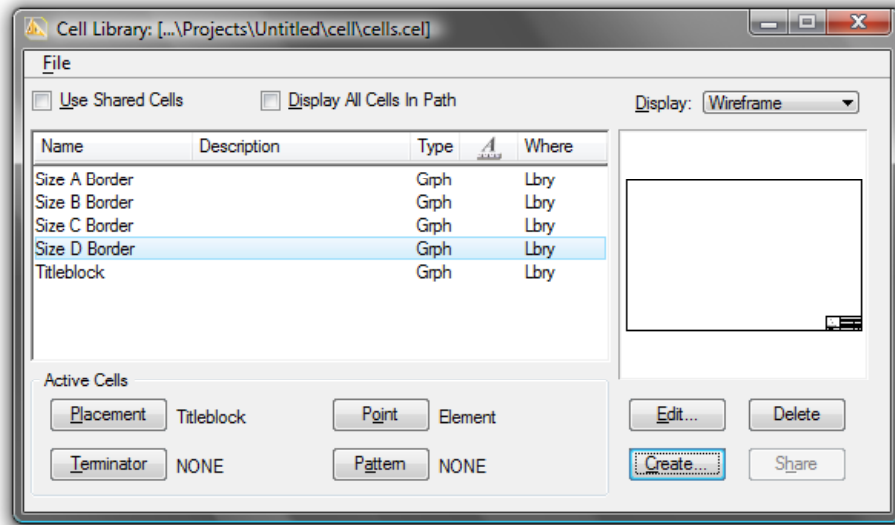 Cell Library: [...\Projects\Untitled\cell\cells.cel]
File
Use Shared Cells Display All Cells In Path Display: Wireframe
Name Description Type A Where
Size A Border Grph Lbry
Size B Border Grph Lbry
Size C Border Grph Lbry
Size D Border Grph Lbry
Titleblock Grph Lbry
Active Cells
Placement Titleblock Point Element Edit... Delete
Terminator NONE Pattern NONE Create... Share